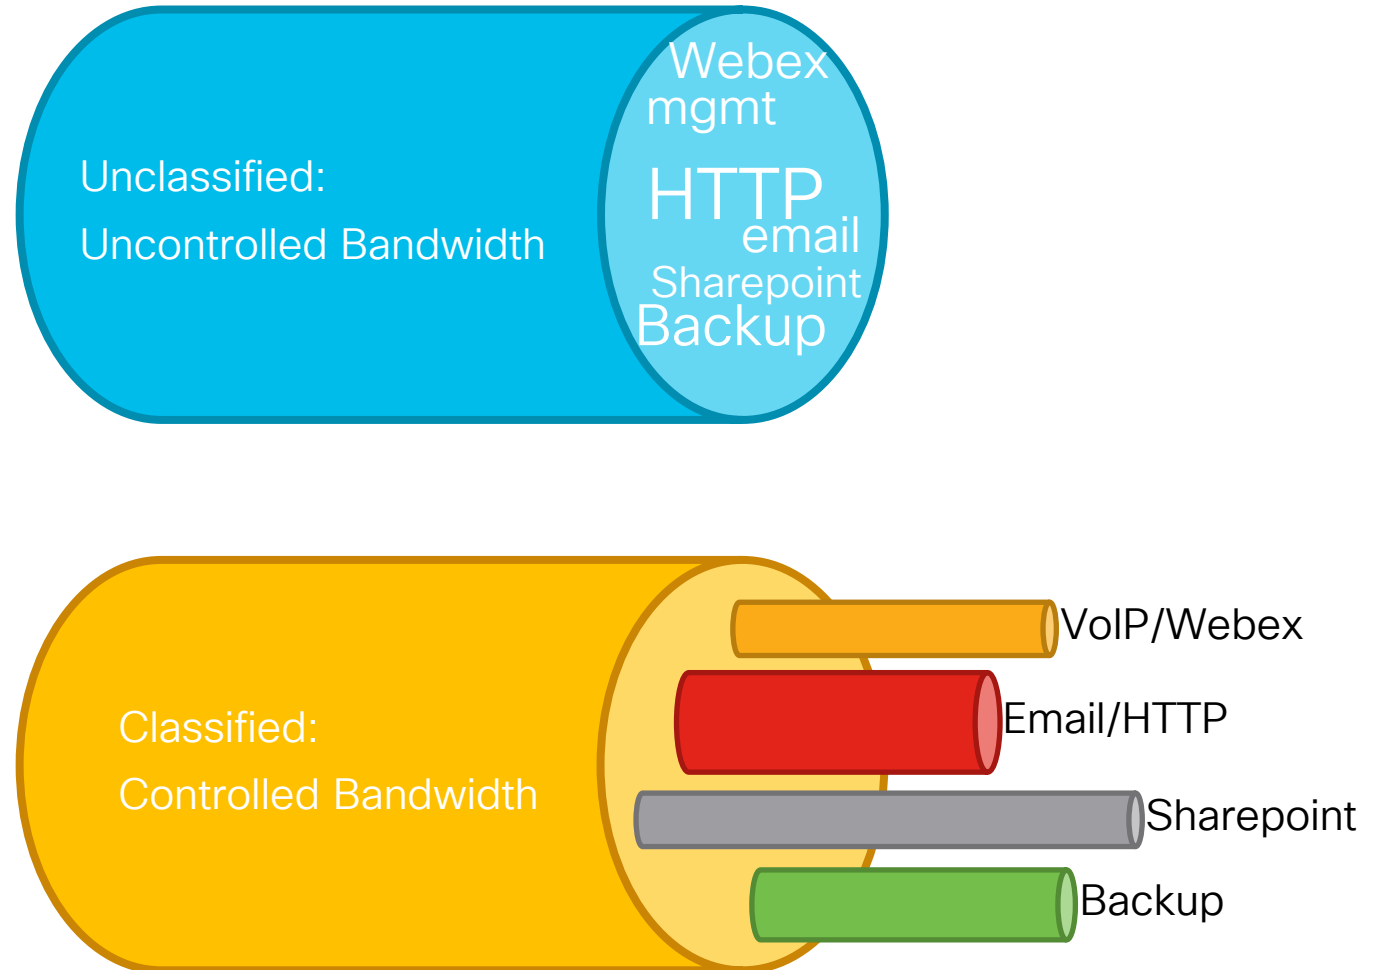 Webex
mgmt
Unclassified:
Uncontrolled Bandwidth
HTTP
email
Sharepoint
Backup
VoIP/Webex
Email/HTTP
Classified:
Controlled Bandwidth
Sharepoint
Backup